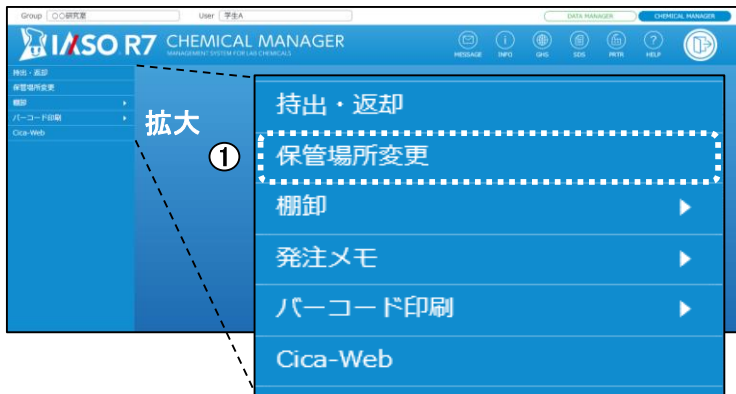 Group ○○研究室 User 学生A DATA MANAGER CHEMICAL MANAGER
IASO R7 CHEMICAL MANAGER
MANAGEMENT SYSTEM FOR LAB CHEMICALS
MESSAGE INFO GHS SDS PRTR HELP
持出・返却
保管場所変更
棚卸
バーコード印刷
Cica-Web
拡大
①
持出・返却
保管場所変更
棚卸
発注メモ
バーコード印刷
Cica-Web